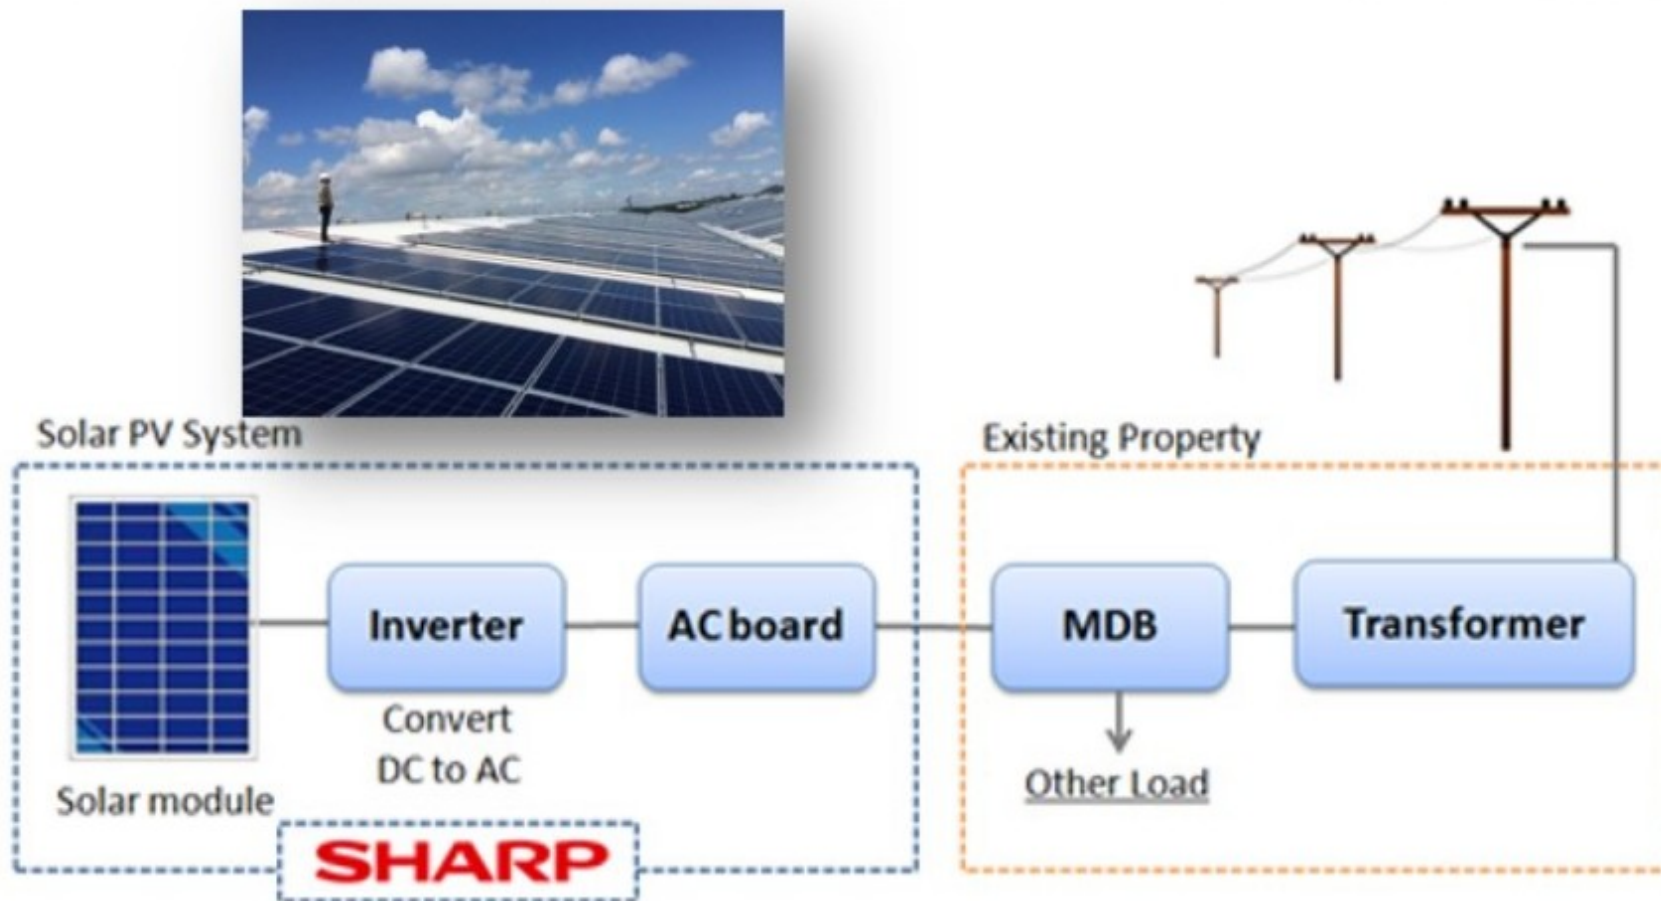 Solar PV System
Existing Property
Inverter
AC board
MDB
Transformer
Convert
DC to AC
Other Load
Solar module
SHARP